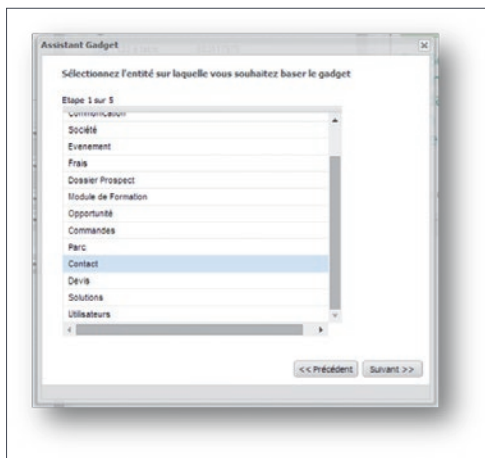 Assistant Gadget
Sélectionnez l'entité sur laquelle vous souhaitez baser le gadget
Etape 1 sur 5
Communication
Société
Evenement
Frais
Dossier Prospect
Module de Formation
Opportunité
Commandes
Parc
Contact
Devis
Solutions
Utilisateurs
<< Précédent Suivant >>